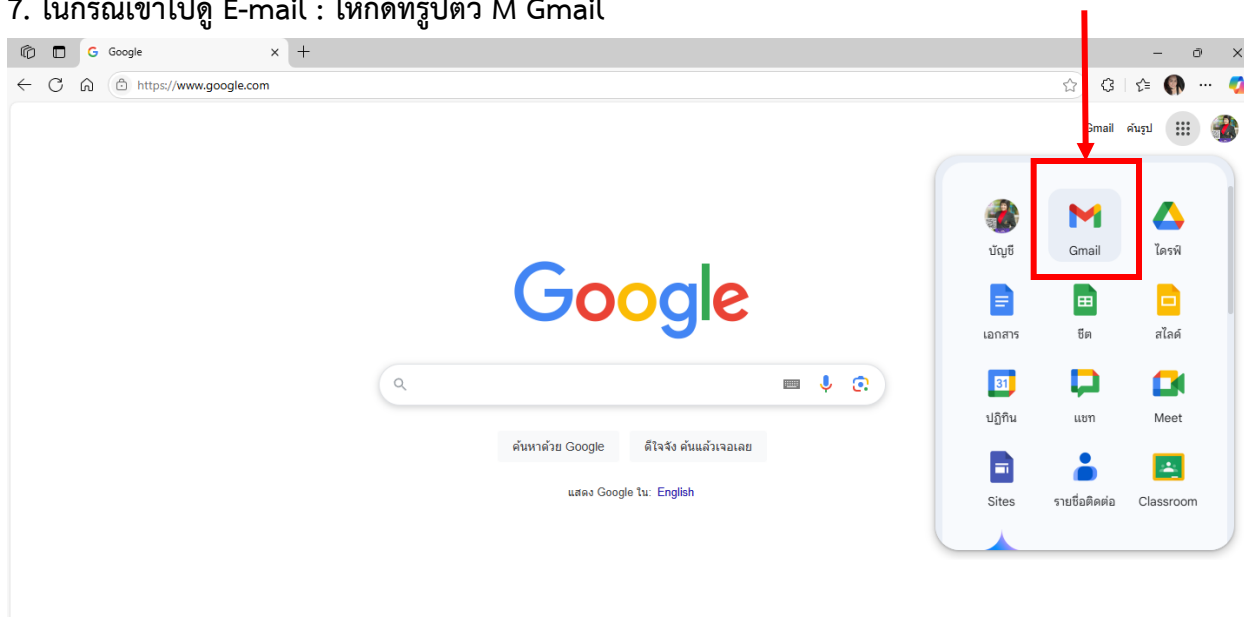 7. ในกรณีเข้าไปดู E-mail : ให้กดที่รูปตัว M Gmail
Google
https://www.google.com
Gmail ค้นรูป
บัญชี Gmail ไดรฟ์
Google
เอกสาร ชีต สไลด์
31
ปฏิทิน แชท Meet
ค้นหาด้วย Google ดีใจจัง ค้นแล้วเจอเลย
แสดง Google ใน: English
Sites รายชื่อติดต่อ Classroom